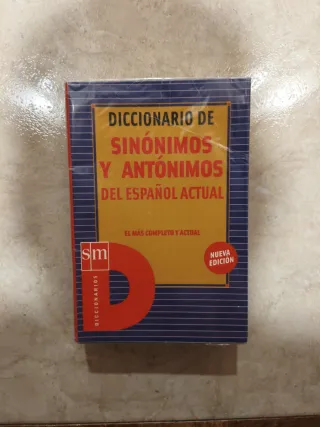 DICCIONARIO DE
SINÓNIMOS
Y ANTÓNIMOS
DEL ESPAÑOL ACTUAL
EL MÁS COMPLETO Y ACTUAL
NUEVA
EDICIÓN
sm
DICCIONARIOS